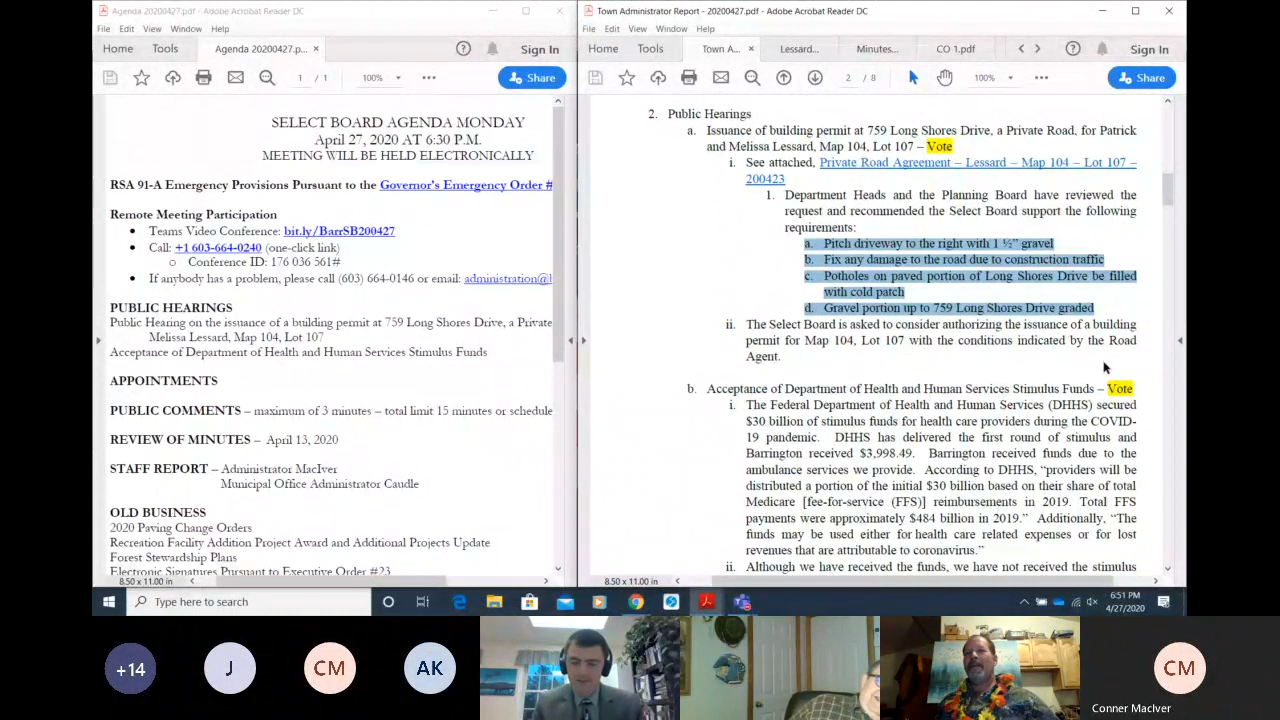 Agenda 20200427.pdf - Adobe Acrobat Reader DC
File Edit View Window Help
Home Tools Agenda 20200427.p... × Sign In
1 / 1 100% Share
SELECT BOARD AGENDA MONDAY
April 27, 2020 AT 6:30 P.M.
MEETING WILL BE HELD ELECTRONICALLY
RSA 91-A Emergency Provisions Pursuant to the Governor's Emergency Order #
Remote Meeting Participation
• Teams Video Conference: bit.ly/BarrSB200427
• Call: +1 603-664-0240 (one-click link)
o Conference ID: 176 036 561#
• If anybody has a problem, please call (603) 664-0146 or email: administration@b
PUBLIC HEARINGS
Public Hearing on the issuance of a building permit at 759 Long Shores Drive, a Private
Melissa Lessard, Map 104, Lot 107
Acceptance of Department of Health and Human Services Stimulus Funds
APPOINTMENTS
PUBLIC COMMENTS – maximum of 3 minutes – total limit 15 minutes or schedule
REVIEW OF MINUTES – April 13, 2020
STAFF REPORT – Administrator MacIver
Municipal Office Administrator Caudle
OLD BUSINESS
2020 Paving Change Orders
Recreation Facility Addition Project Award and Additional Projects Update
Forest Stewardship Plans
Electronic Signatures Pursuant to Executive Order #23
8.50 x 11.00 in
Town Administrator Report - 20200427.pdf - Adobe Acrobat Reader DC
File Edit View Window Help
Home Tools Town A... × Lessard... Minutes... CO 1.pdf Sign In
2 / 8 100% Share
2. Public Hearings
a. Issuance of building permit at 759 Long Shores Drive, a Private Road, for Patrick
and Melissa Lessard, Map 104, Lot 107 – Vote
i. See attached, Private Road Agreement – Lessard – Map 104 – Lot 107 –
200423
1. Department Heads and the Planning Board have reviewed the
request and recommended the Select Board support the following
requirements:
a. Pitch driveway to the right with 1 ½” gravel
b. Fix any damage to the road due to construction traffic
c. Potholes on paved portion of Long Shores Drive be filled
with cold patch
d. Gravel portion up to 759 Long Shores Drive graded
ii. The Select Board is asked to consider authorizing the issuance of a building
permit for Map 104, Lot 107 with the conditions indicated by the Road
Agent.
b. Acceptance of Department of Health and Human Services Stimulus Funds – Vote
i. The Federal Department of Health and Human Services (DHHS) secured
$30 billion of stimulus funds for health care providers during the COVID-
19 pandemic. DHHS has delivered the first round of stimulus and
Barrington received $3,998.49. Barrington received funds due to the
ambulance services we provide. According to DHHS, “providers will be
distributed a portion of the initial $30 billion based on their share of total
Medicare [fee-for-service (FFS)] reimbursements in 2019. Total FFS
payments were approximately $484 billion in 2019.” Additionally, “The
funds may be used either for health care related expenses or for lost
revenues that are attributable to coronavirus.”
ii. Although we have received the funds, we have not received the stimulus
8.50 x 11.00 in
Type here to search
6:51 PM
4/27/2020
+14 J CM AK CM
Conner MacIver